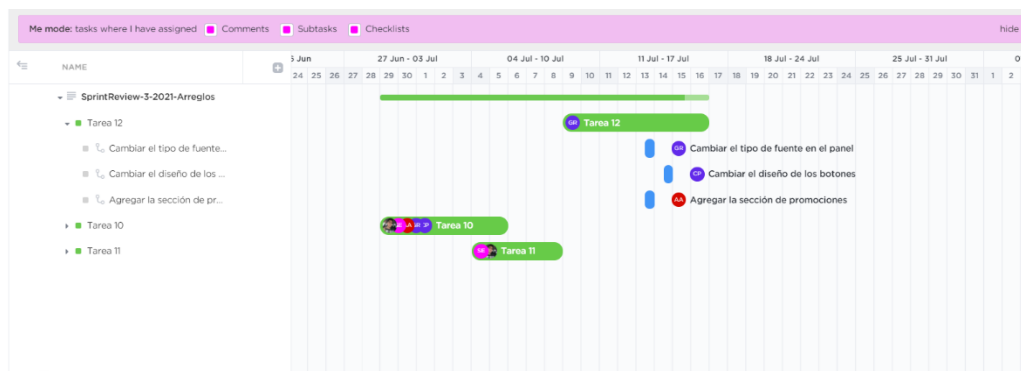 Me mode: tasks where I have assigned Comments Subtasks Checklists hide
NAME
Jun 27 Jun - 03 Jul 04 Jul - 10 Jul 11 Jul - 17 Jul 18 Jul - 24 Jul 25 Jul - 31 Jul
24 25 26 27 28 29 30 1 2 3 4 5 6 7 8 9 10 11 12 13 14 15 16 17 18 19 20 21 22 23 24 25 26 27 28 29 30 31 1 2
SprintReview-3-2021-Arreglos
Tarea 12 GR Tarea 12
Cambiar el tipo de fuente... GR Cambiar el tipo de fuente en el panel
Cambiar el diseño de los ... CP Cambiar el diseño de los botones
Agregar la sección de pr... AA Agregar la sección de promociones
Tarea 10 Tarea 10
Tarea 11 Tarea 11